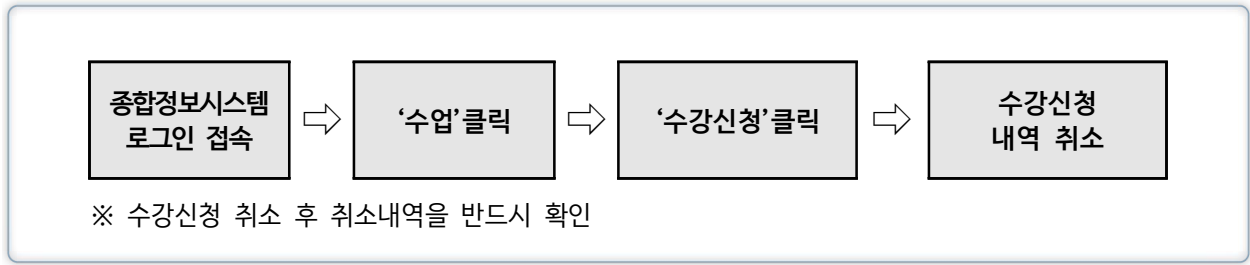 종합정보시스템
로그인 접속
⇨
‘수업’클릭
⇨
‘수강신청’클릭
⇨
수강신청
내역 취소
※ 수강신청 취소 후 취소내역을 반드시 확인